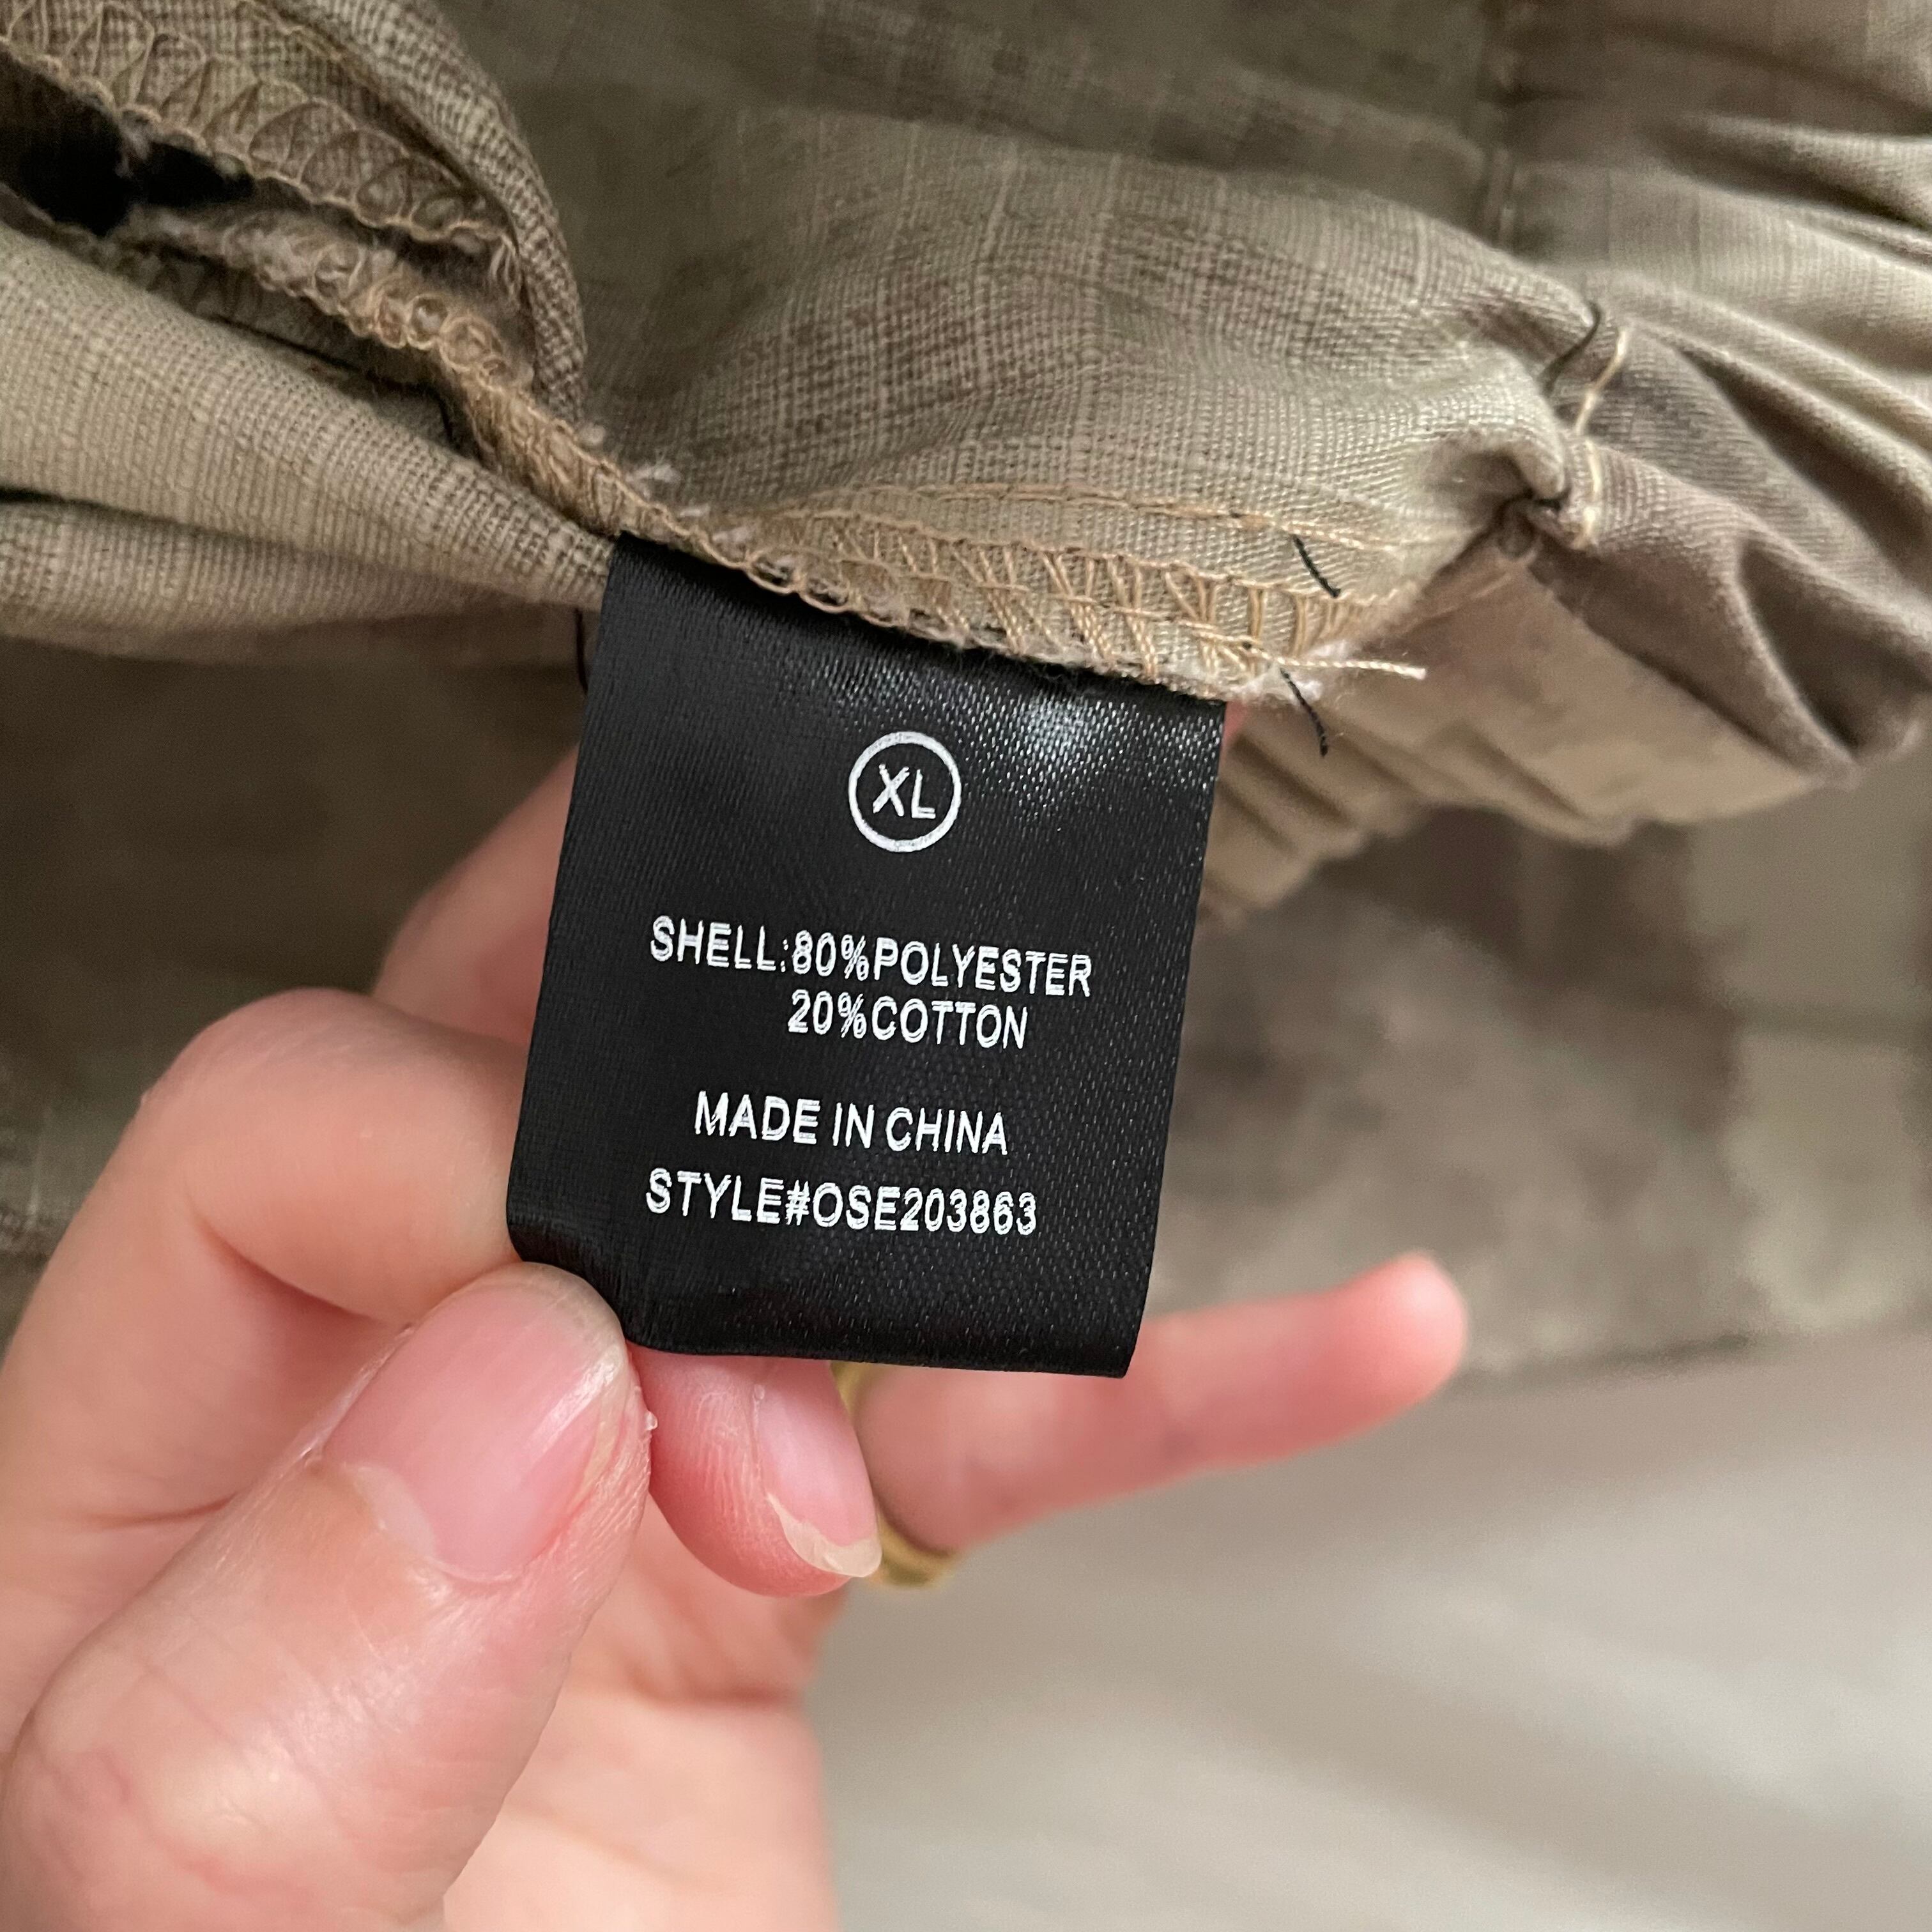 XL
SHELL:80%POLYESTER
20%COTTON
MADE IN CHINA
STYLE#OSE203863